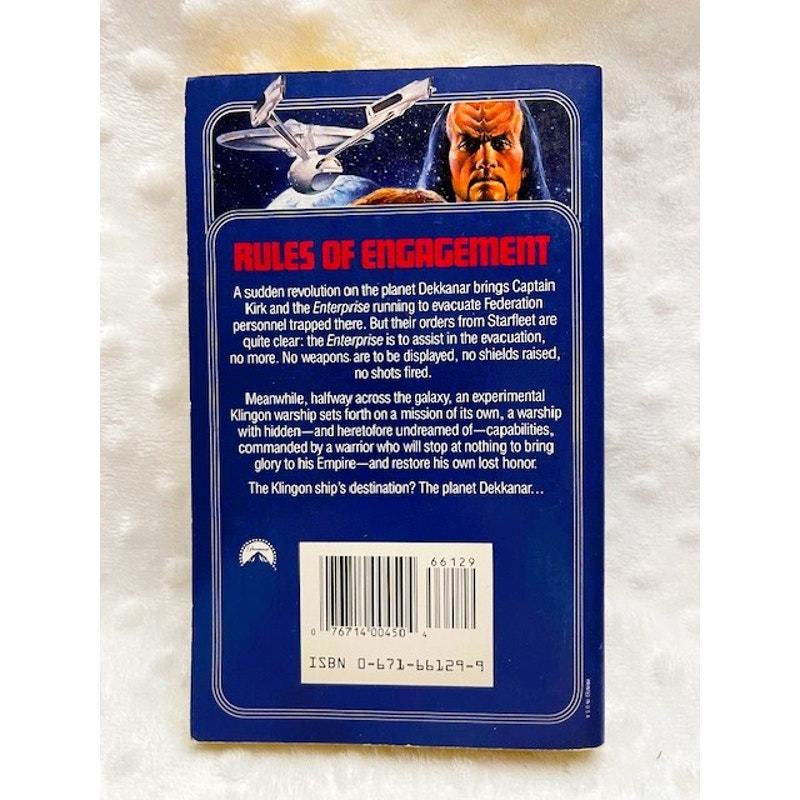 RULES OF ENGAGEMENT
A sudden revolution on the planet Dekkanar brings Captain
Kirk and the Enterprise running to evacuate Federation
personnel trapped there. But their orders from Starfleet are
quite clear: the Enterprise is to assist in the evacuation,
no more. No weapons are to be displayed, no shields raised,
no shots fired.
Meanwhile, halfway across the galaxy, an experimental
Klingon warship sets forth on a mission of its own, a warship
with hidden—and heretofore undreamed of—capabilities,
commanded by a warrior who will stop at nothing to bring
glory to his Empire—and restore his own lost honor.
The Klingon ship's destination? The planet Dekkanar...
Paramount
66129
0 76714 00450 4
ISBN 0-671-66129-9
PRINTED IN U.S.A.